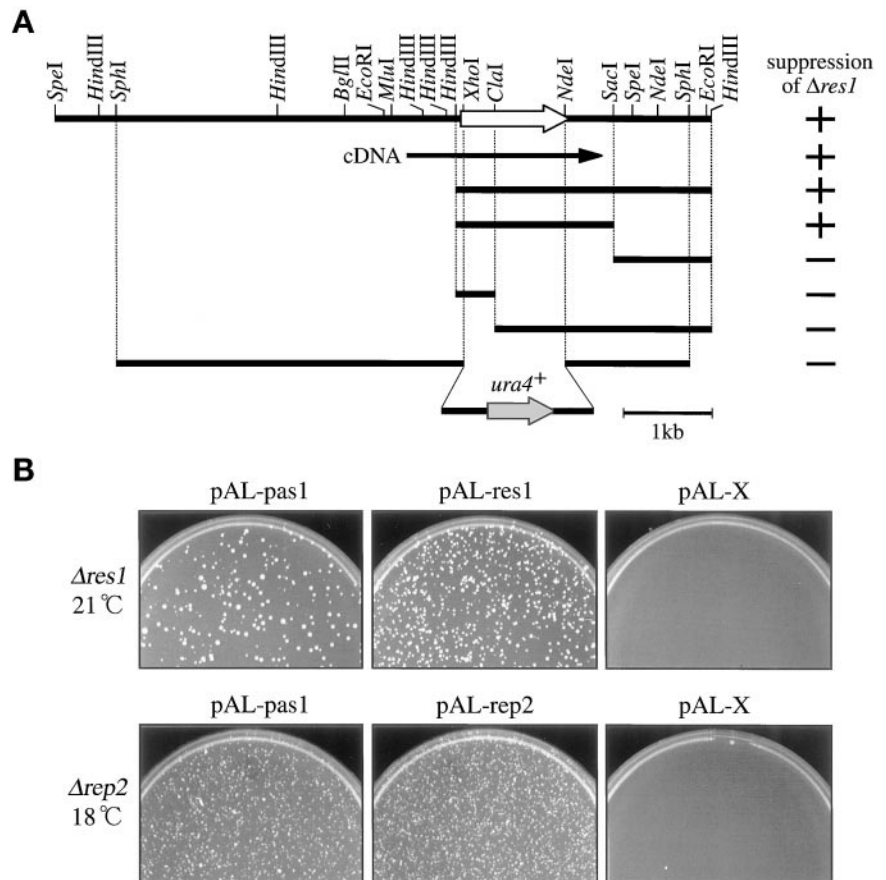 A
SpeI
HindIII
SphI
HindIII
BglII
EcoRI
MluI
HindIII
HindIII
HindIII
XhoI
ClaI
NdeI
SacI
SpeI
NdeI
SphI
EcoRI
HindIII
suppression
of Δres1
+
cDNA
+
+
+
—
—
—
—
ura4+
1kb
B
pAL-pas1
pAL-res1
pAL-X
Δres1
21℃
pAL-pas1
pAL-rep2
pAL-X
Δrep2
18℃